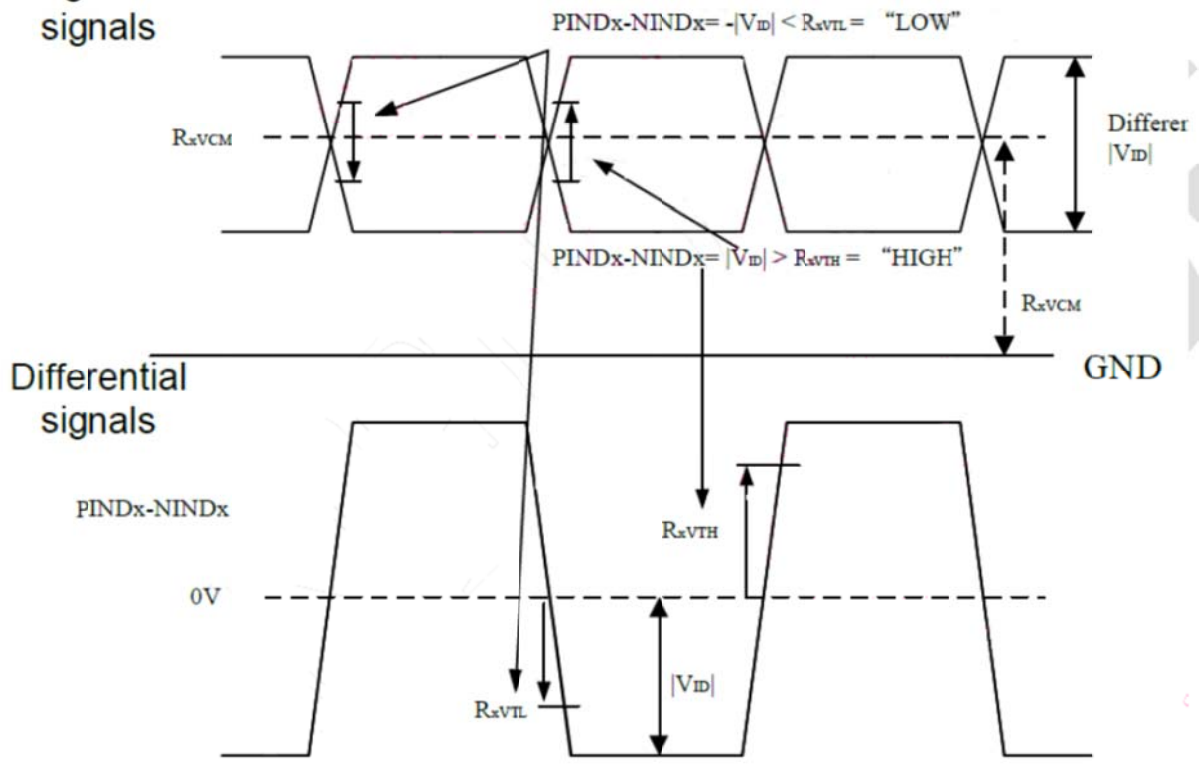 signals
PINDx-NINDx= -|VID| < RxVTL = “LOW”
RxVCM
|VID|
PINDx-NINDx= |VID| > RxVTH = “HIGH”
RxVCM
GND
Differential
signals
PINDx-NINDx
RxVTH
0V
|VID|
RxVTL